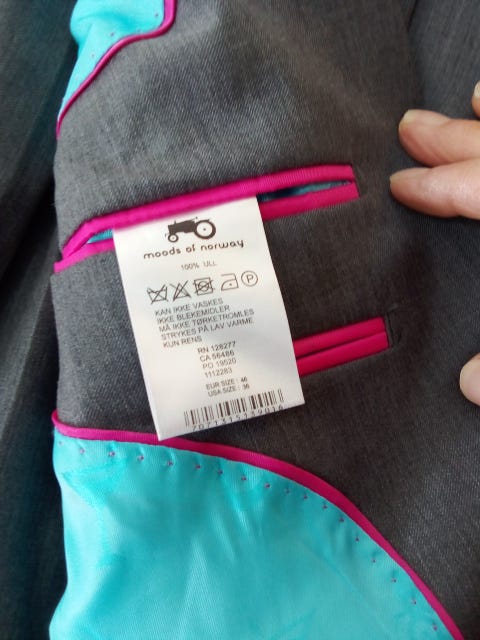 moods of norway
100% ULL
KAN IKKE VASKES
IKKE BLEKEMIDLER
MÅ IKKE TØRKETROMLES
STRYKES PÅ LAV VARME
KUN RENS
RN 128277
CA 56486
PO 19520
1112283
EUR SIZE : 46
USA SIZE : 36
7071315139016